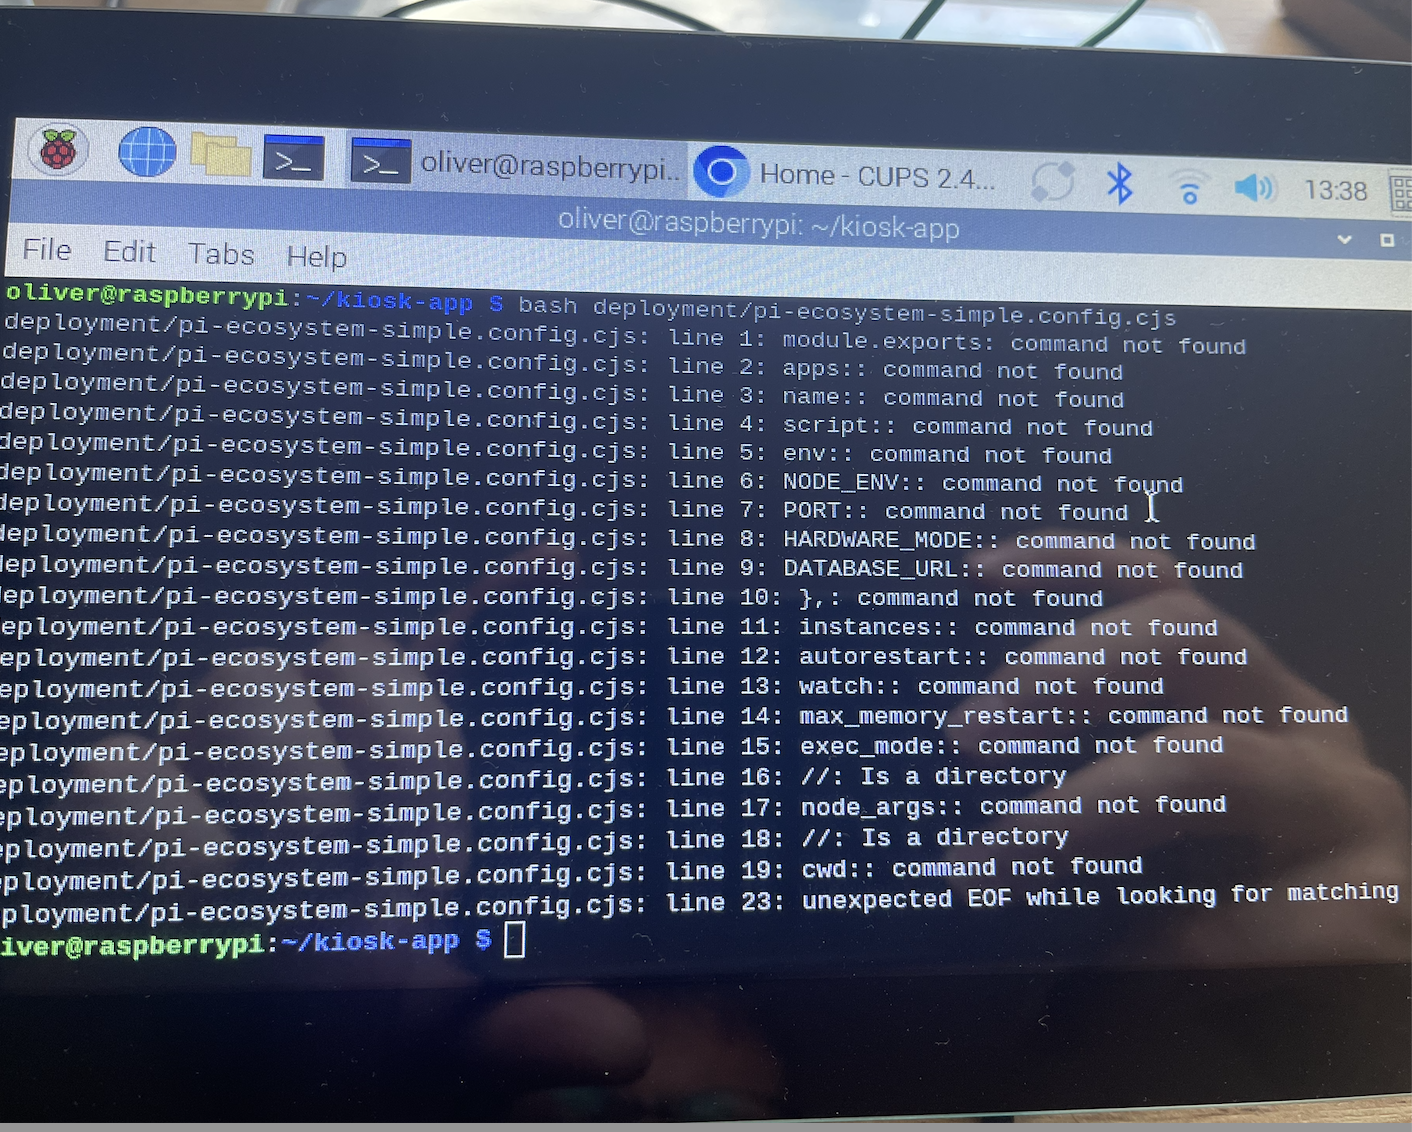 >_ >_ oliver@raspberrypi.. Home - CUPS 2.4... 13:38
oliver@raspberrypi: ~/kiosk-app
File Edit Tabs Help
oliver@raspberrypi:~/kiosk-app $ bash deployment/pi-ecosystem-simple.config.cjs
deployment/pi-ecosystem-simple.config.cjs: line 1: module.exports: command not found
deployment/pi-ecosystem-simple.config.cjs: line 2: apps:: command not found
deployment/pi-ecosystem-simple.config.cjs: line 3: name:: command not found
deployment/pi-ecosystem-simple.config.cjs: line 4: script:: command not found
deployment/pi-ecosystem-simple.config.cjs: line 5: env:: command not found
deployment/pi-ecosystem-simple.config.cjs: line 6: NODE_ENV:: command not found
deployment/pi-ecosystem-simple.config.cjs: line 7: PORT:: command not found
deployment/pi-ecosystem-simple.config.cjs: line 8: HARDWARE_MODE:: command not found
deployment/pi-ecosystem-simple.config.cjs: line 9: DATABASE_URL:: command not found
eployment/pi-ecosystem-simple.config.cjs: line 10: },: command not found
eployment/pi-ecosystem-simple.config.cjs: line 11: instances:: command not found
eployment/pi-ecosystem-simple.config.cjs: line 12: autorestart:: command not found
eployment/pi-ecosystem-simple.config.cjs: line 13: watch:: command not found
eployment/pi-ecosystem-simple.config.cjs: line 14: max_memory_restart:: command not found
eployment/pi-ecosystem-simple.config.cjs: line 15: exec_mode:: command not found
eployment/pi-ecosystem-simple.config.cjs: line 16: //: Is a directory
ployment/pi-ecosystem-simple.config.cjs: line 17: node_args:: command not found
ployment/pi-ecosystem-simple.config.cjs: line 18: //: Is a directory
ployment/pi-ecosystem-simple.config.cjs: line 19: cwd:: command not found
ployment/pi-ecosystem-simple.config.cjs: line 23: unexpected EOF while looking for matching
iver@raspberrypi:~/kiosk-app $